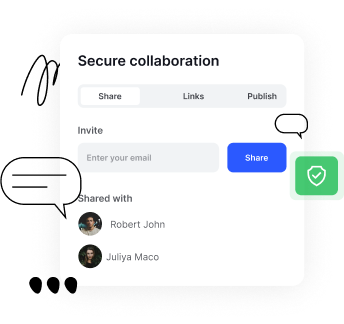 Secure collaboration
Share Links Publish
Invite
Enter your email Share
Shared with
Robert John
Juliya Maco